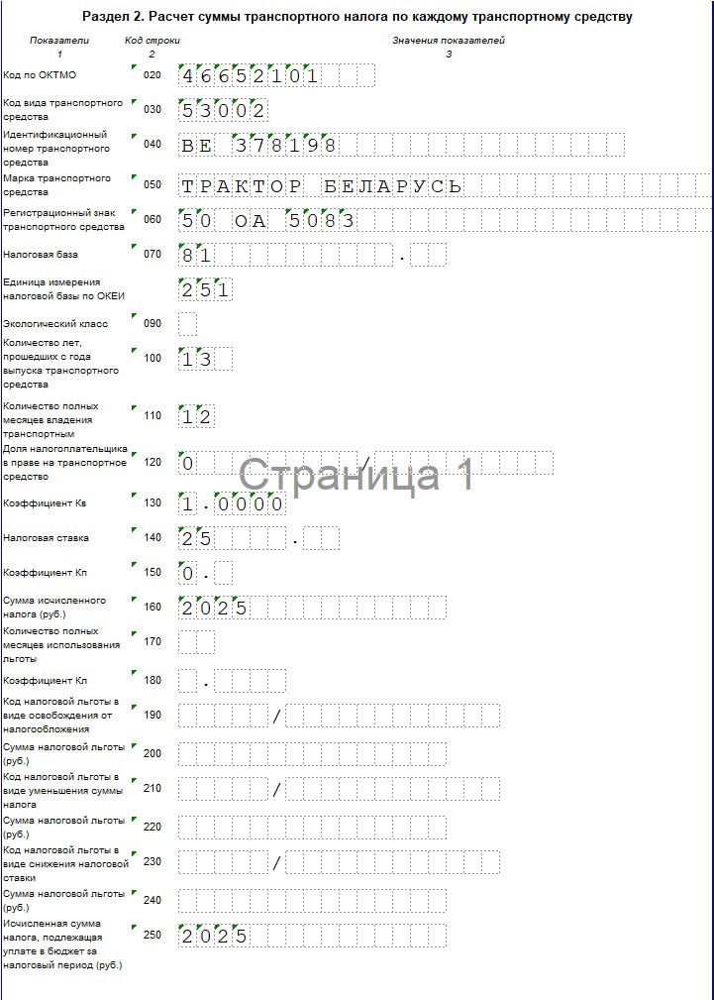 Раздел 2. Расчет суммы транспортного налога по каждому транспортному средству
Показатели Код строки Значения показателей
1 2 3
Код по ОКТМО 020 46652101
Код вида транспортного
средства 030 53002
Идентификационный
номер транспортного 040 ВЕ 378198
средства
Марка транспортного
средства 050 ТРАКТОР БЕЛАРУСЬ
Регистрационный знак
транспортного средства 060 50 ОА 5083
Налоговая база 070 81 .
Единица измерения
налоговой базы по ОКЕИ 251
Экологический класс 090
Количество лет,
прошедших с года 100 13
выпуска транспортного
средства
Количество полных
месяцев владения 110 12
транспортным
Доля налогоплательщика
в праве на транспортное 120 0 /
средство
Страница 1
Коэффициент Кв 130 1.0000
Налоговая ставка 140 25 .
Коэффициент Кп 150 0.
Сумма исчисленного
налога (руб.) 160 2025
Количество полных
месяцев использования 170
льготы
Коэффициент Кл 180 .
Код налоговой льготы в
виде освобождения от 190 /
налогообложения
Сумма налоговой льготы 200
(руб.)
Код налоговой льготы в
виде уменьшения суммы 210 /
налога
Сумма налоговой льготы 220
(руб.)
Код налоговой льготы в
виде снижения налоговой 230 /
ставки
Сумма налоговой льготы 240
(руб.)
Исчисленная сумма
налога, подлежащая 250 2025
уплате в бюджет за
налоговый период (руб.)